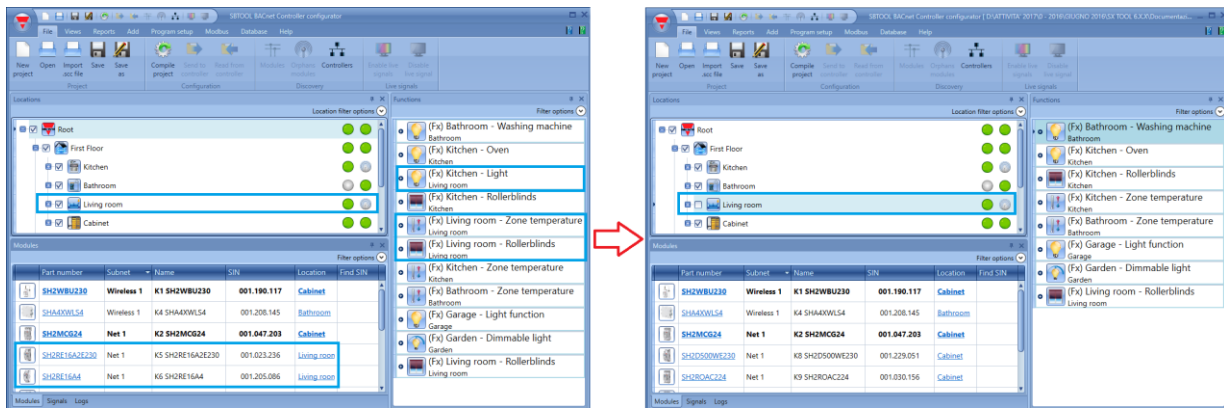 SBTOOL BACnet Controller configurator
File Views Reports Add Program setup Modbus Database Help
New project
Open
Import .scc file
Save
Save as
Compile project
Send to controller
Read from controller
Modules
Orphans modules
Controllers
Enable live signals
Disable live signal
Project Configuration Discovery Live signals
Locations
Location filter options
Root
First Floor
Kitchen
Bathroom
Living room
Cabinet
Modules
Filter options
Part number Subnet Name SIN Location Find SIN
SH2WBU230 Wireless 1 K1 SH2WBU230 001.190.117 Cabinet
SHA4XWLS4 Wireless 1 K4 SHA4XWLS4 001.208.145 Bathroom
SH2MCG24 Net 1 K2 SH2MCG24 001.047.203 Cabinet
SH2RE16A2E230 Net 1 K5 SH2RE16A2E230 001.023.236 Living room
SH2RE16A4 Net 1 K6 SH2RE16A4 001.205.086 Living room
Modules Signals Logs
Functions
Filter options
(Fx) Bathroom - Washing machine
Bathroom
(Fx) Kitchen - Oven
Kitchen
(Fx) Kitchen - Light
Living room
(Fx) Kitchen - Rollerblinds
Kitchen
(Fx) Living room - Zone temperature
Living room
(Fx) Living room - Rollerblinds
Living room
(Fx) Kitchen - Zone temperature
Kitchen
(Fx) Bathroom - Zone temperature
Bathroom
(Fx) Garage - Light function
Garage
(Fx) Garden - Dimmable light
Garden
(Fx) Living room - Rollerblinds
Living room
SBTOOL BACnet Controller configurator
File Views Reports Add Program setup Modbus Database Help
New project
Open
Import .scc file
Save
Save as
Compile project
Send to controller
Read from controller
Modules
Orphans modules
Controllers
Enable live signals
Disable live signal
Project Configuration Discovery Live signals
Locations
Location filter options
Root
First Floor
Kitchen
Bathroom
Living room
Cabinet
Modules
Filter options
Part number Subnet Name SIN Location Find SIN
SH2WBU230 Wireless 1 K1 SH2WBU230 001.190.117 Cabinet
SHA4XWLS4 Wireless 1 K4 SHA4XWLS4 001.208.145 Bathroom
SH2MCG24 Net 1 K2 SH2MCG24 001.047.203 Cabinet
SH2D500WE230 Net 1 K8 SH2D500WE230 001.229.051 Cabinet
SH2ROAC224 Net 1 K9 SH2ROAC224 001.030.156 Cabinet
Modules Signals Logs
Functions
Filter options
(Fx) Bathroom - Washing machine
Bathroom
(Fx) Kitchen - Oven
Kitchen
(Fx) Kitchen - Rollerblinds
Kitchen
(Fx) Kitchen - Zone temperature
Kitchen
(Fx) Bathroom - Zone temperature
Bathroom
(Fx) Garage - Light function
Garage
(Fx) Garden - Dimmable light
Garden
(Fx) Living room - Rollerblinds
Living room